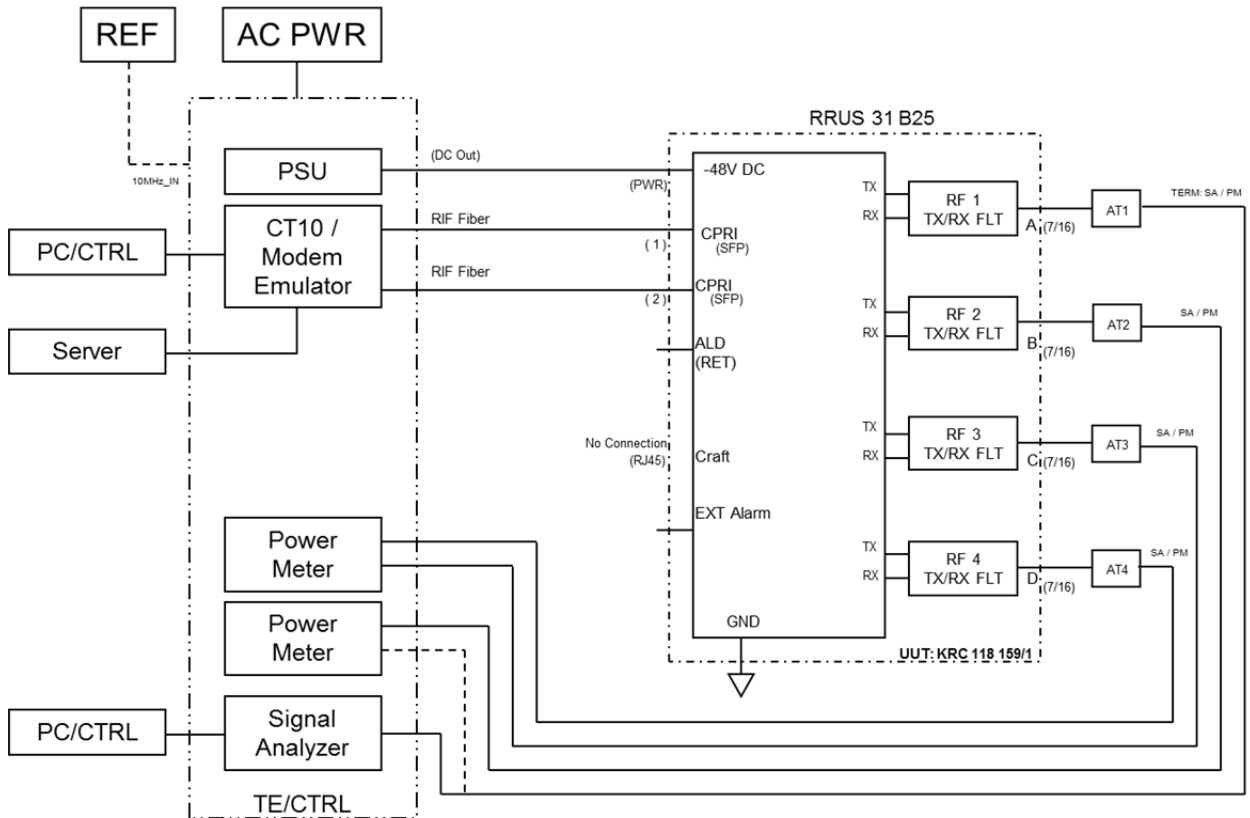 REF
AC PWR
10MHz_IN
PSU
(DC Out)
(PWR)
CT10 /
Modem
Emulator
RIF Fiber
( 1 )
RIF Fiber
( 2 )
PC/CTRL
Server
No Connection
(RJ45)
Power
Meter
Power
Meter
Signal
Analyzer
PC/CTRL
TE/CTRL
RRUS 31 B25
-48V DC
CPRI
(SFP)
CPRI
(SFP)
ALD
(RET)
Craft
EXT Alarm
GND
UUT: KRC 118 159/1
TX
RX
RF 1
TX/RX FLT
A (7/16)
AT1
TERM: SA / PM
TX
RX
RF 2
TX/RX FLT
B (7/16)
AT2
SA / PM
TX
RX
RF 3
TX/RX FLT
C (7/16)
AT3
SA / PM
TX
RX
RF 4
TX/RX FLT
D (7/16)
AT4
SA / PM